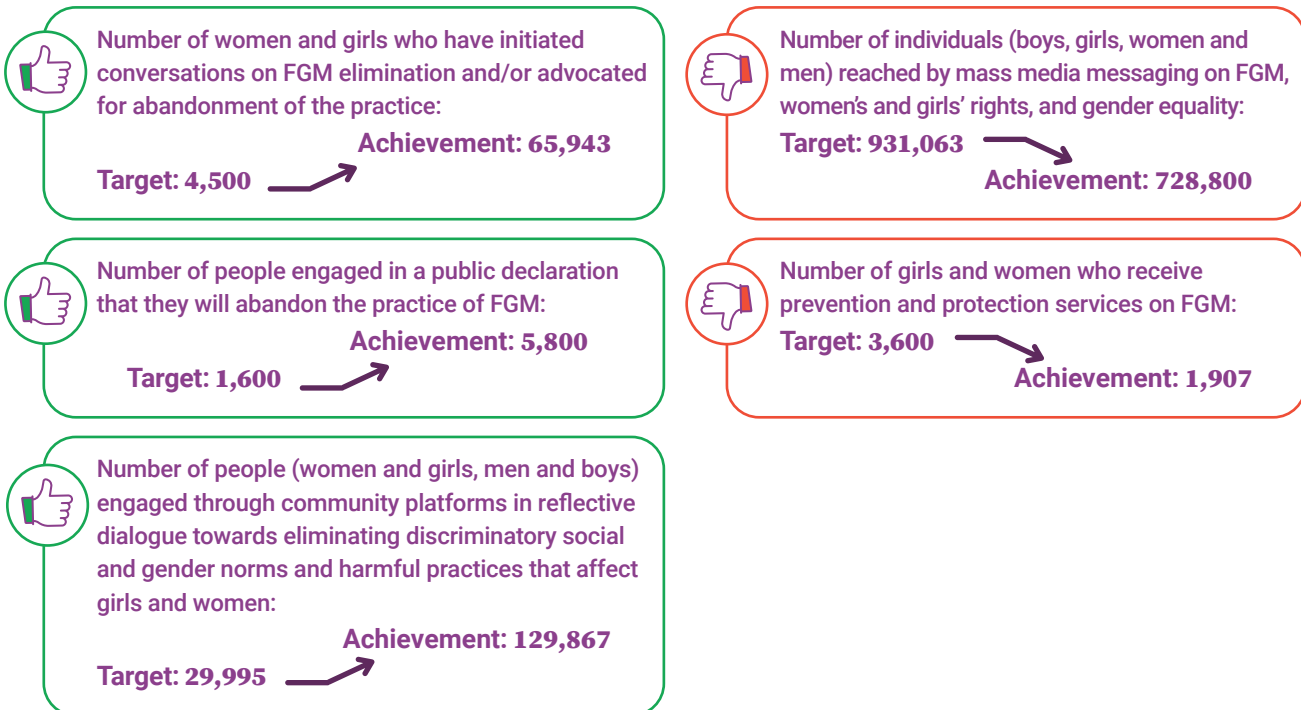 Number of women and girls who have initiated
conversations on FGM elimination and/or advocated
for abandonment of the practice:
Achievement: 65,943
Target: 4,500
Number of people engaged in a public declaration
that they will abandon the practice of FGM:
Achievement: 5,800
Target: 1,600
Number of people (women and girls, men and boys)
engaged through community platforms in reflective
dialogue towards eliminating discriminatory social
and gender norms and harmful practices that affect
girls and women:
Achievement: 129,867
Target: 29,995
Number of individuals (boys, girls, women and
men) reached by mass media messaging on FGM,
women’s and girls’ rights, and gender equality:
Target: 931,063
Achievement: 728,800
Number of girls and women who receive
prevention and protection services on FGM:
Target: 3,600
Achievement: 1,907